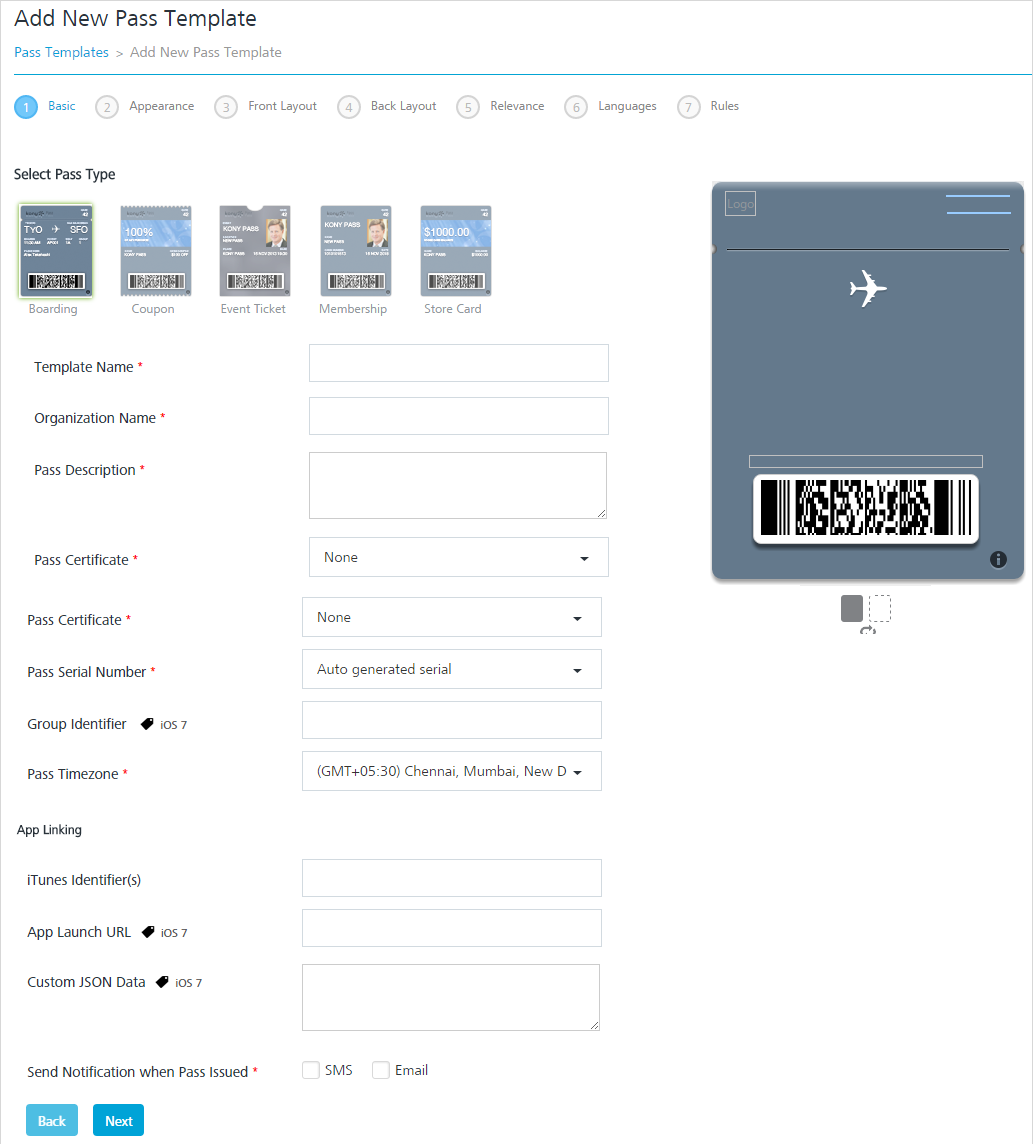 Add New Pass Template
Pass Templates > Add New Pass Template
1 Basic 2 Appearance 3 Front Layout 4 Back Layout 5 Relevance 6 Languages 7 Rules
Select Pass Type
Logo
TYO SFO
100%
KONY PASS
KONY PASS
$1000.00
Boarding Coupon Event Ticket Membership Store Card
Template Name *
Organization Name *
Pass Description *
Pass Certificate * None
Pass Certificate * None
Pass Serial Number * Auto generated serial
Group Identifier iOS 7
Pass Timezone * (GMT+05:30) Chennai, Mumbai, New D
App Linking
iTunes Identifier(s)
App Launch URL iOS 7
Custom JSON Data iOS 7
Send Notification when Pass Issued * SMS Email
Back Next